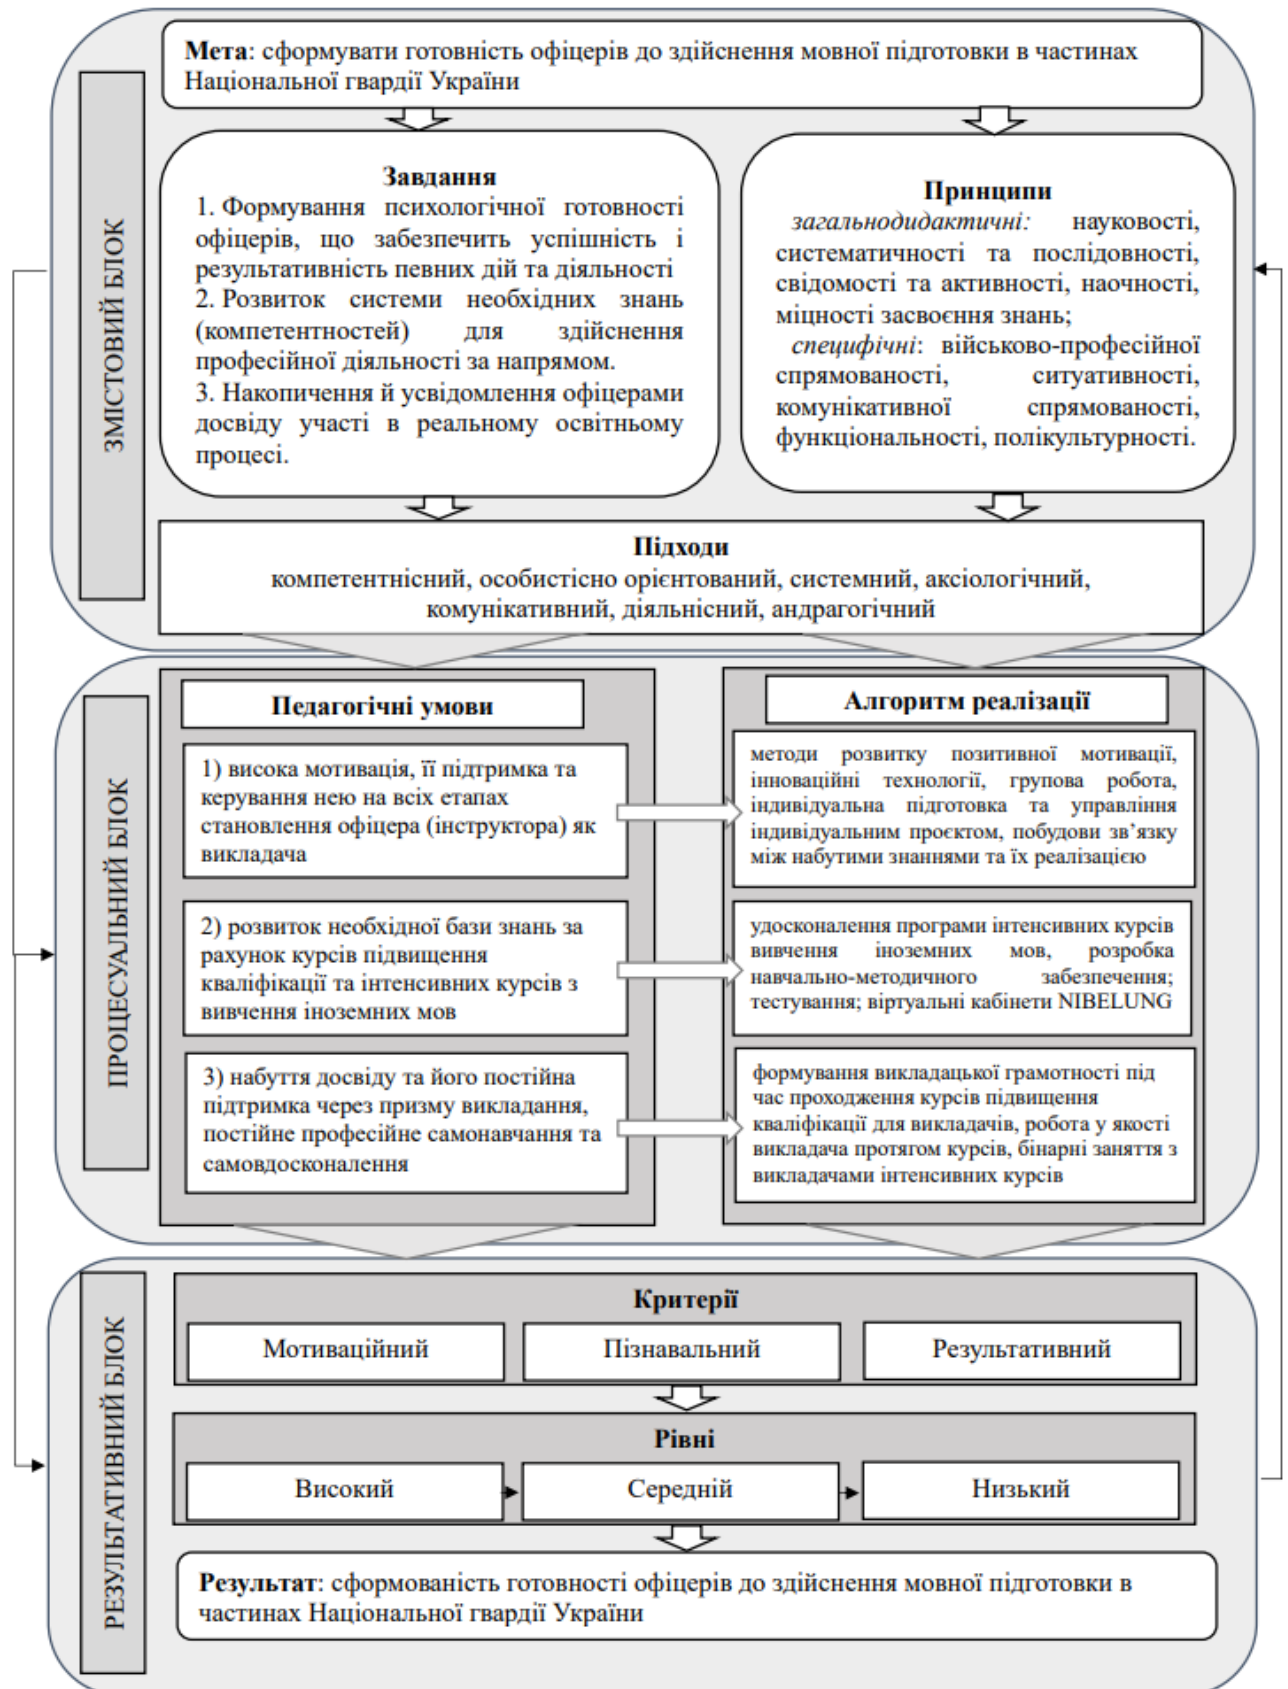 Мета: сформувати готовність офіцерів до здійснення мовної підготовки в частинах
Національної гвардії України
ЗМІСТОВИЙ БЛОК
Завдання
1. Формування психологічної готовності
офіцерів, що забезпечить успішність і
результативність певних дій та діяльності
2. Розвиток системи необхідних знань
(компетентностей) для здійснення
професійної діяльності за напрямом.
3. Накопичення й усвідомлення офіцерами
досвіду участі в реальному освітньому
процесі.
Принципи
загальнодидактичні: науковості,
систематичності та послідовності,
свідомості та активності, наочності,
міцності засвоєння знань;
специфічні: військово-професійної
спрямованості, ситуативності,
комунікативної спрямованості,
функціональності, полікультурності.
Підходи
компетентнісний, особистісно орієнтований, системний, аксіологічний,
комунікативний, діяльнісний, андрагогічний
ПРОЦЕСУАЛЬНИЙ БЛОК
Педагогічні умови
1) висока мотивація, її підтримка та
керування нею на всіх етапах
становлення офіцера (інструктора) як
викладача
2) розвиток необхідної бази знань за
рахунок курсів підвищення
кваліфікації та інтенсивних курсів з
вивчення іноземних мов
3) набуття досвіду та його постійна
підтримка через призму викладання,
постійне професійне самонавчання та
самовдосконалення
Алгоритм реалізації
методи розвитку позитивної мотивації,
інноваційні технології, групова робота,
індивідуальна підготовка та управління
індивідуальним проєктом, побудови зв’язку
між набутими знаннями та їх реалізацією
удосконалення програми інтенсивних курсів
вивчення іноземних мов, розробка
навчально-методичного забезпечення;
тестування; віртуальні кабінети NIBELUNG
формування викладацької грамотності під
час проходження курсів підвищення
кваліфікації для викладачів, робота у якості
викладача протягом курсів, бінарні заняття з
викладачами інтенсивних курсів
РЕЗУЛЬТАТИВНИЙ БЛОК
Критерії
Мотиваційний
Пізнавальний
Результативний
Рівні
Високий
Середній
Низький
Результат: сформованість готовності офіцерів до здійснення мовної підготовки в
частинах Національної гвардії України